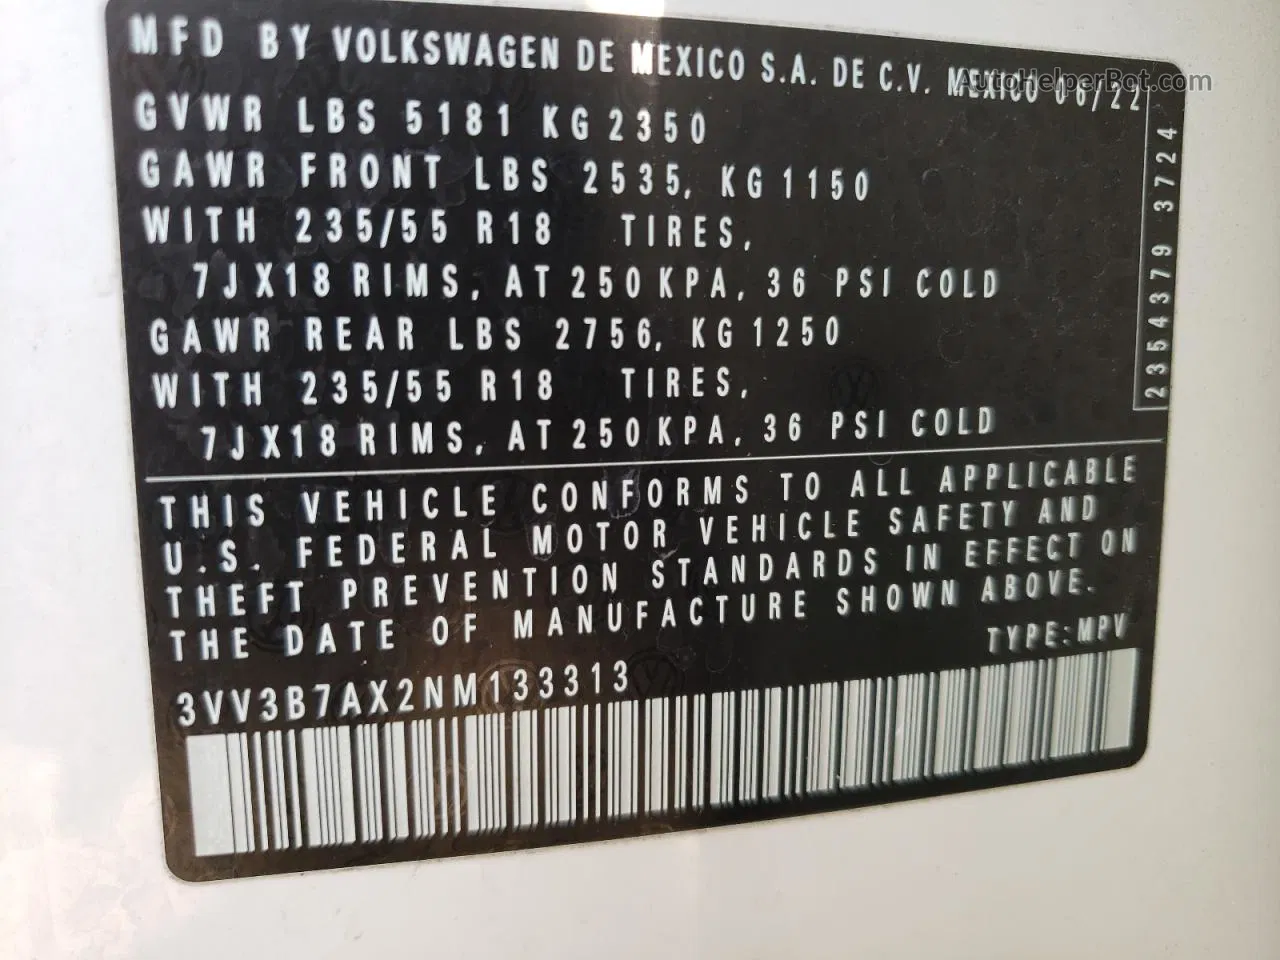 MFD BY VOLKSWAGEN DE MEXICO S.A. DE C.V. MEXICO 06/22
AutoHelperBot.com
GVWR LBS 5181 KG 2350
GAWR FRONT LBS 2535, KG 1150
WITH 235/55 R18 TIRES,
7JX18 RIMS, AT 250 KPA, 36 PSI COLD
GAWR REAR LBS 2756, KG 1250
WITH 235/55 R18 TIRES,
7JX18 RIMS, AT 250KPA, 36 PSI COLD
2354379 3724
THIS VEHICLE CONFORMS TO ALL APPLICABLE
U.S. FEDERAL MOTOR VEHICLE SAFETY AND
THEFT PREVENTION STANDARDS IN EFFECT ON
THE DATE OF MANUFACTURE SHOWN ABOVE.
TYPE:MPV
3VV3B7AX2NM133313